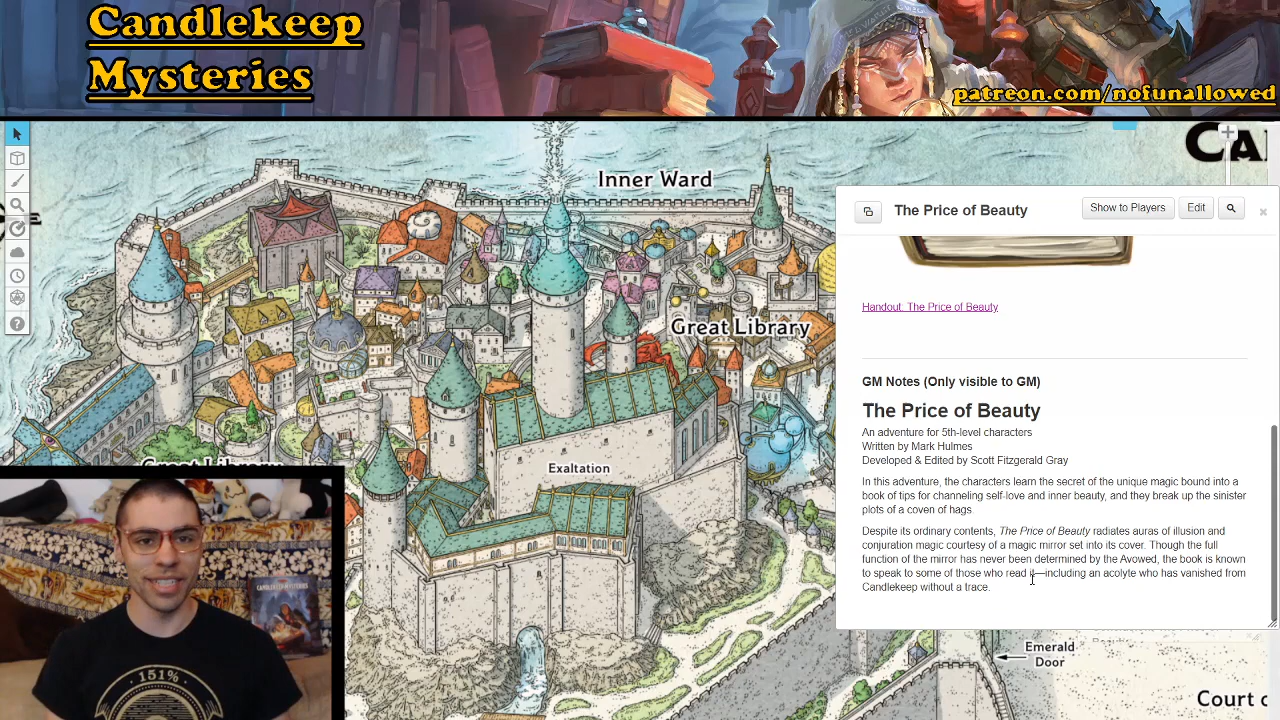 Candlekeep
Mysteries
patreon.com/nofunallowed
Inner Ward
Great Library
Exaltation
The Price of Beauty
Show to Players
Edit
Handout: The Price of Beauty
GM Notes (Only visible to GM)
The Price of Beauty
An adventure for 5th-level characters
Written by Mark Hulmes
Developed & Edited by Scott Fitzgerald Gray
In this adventure, the characters learn the secret of the unique magic bound into a
book of tips for channeling self-love and inner beauty, and they break up the sinister
plots of a coven of hags.
Despite its ordinary contents, The Price of Beauty radiates auras of illusion and
conjuration magic courtesy of a magic mirror set into its cover. Though the full
function of the mirror has never been determined by the Avowed, the book is known
to speak to some of those who read it—including an acolyte who has vanished from
Candlekeep without a trace.
Great Library
Emerald
Door
Court
CANDLEKEEP
MYSTERIES
151%